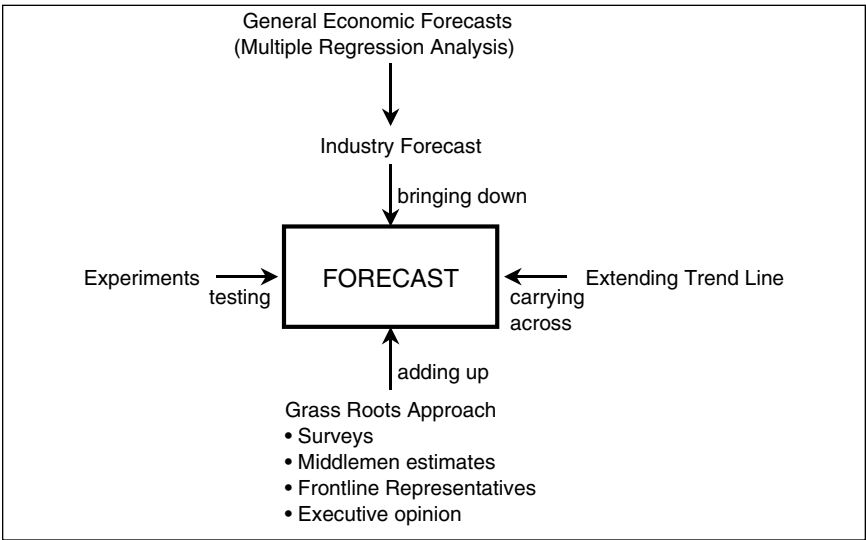 General Economic Forecasts
(Multiple Regression Analysis)
Industry Forecast
bringing down
Experiments
testing
FORECAST
Extending Trend Line
carrying
across
adding up
Grass Roots Approach
• Surveys
• Middlemen estimates
• Frontline Representatives
• Executive opinion